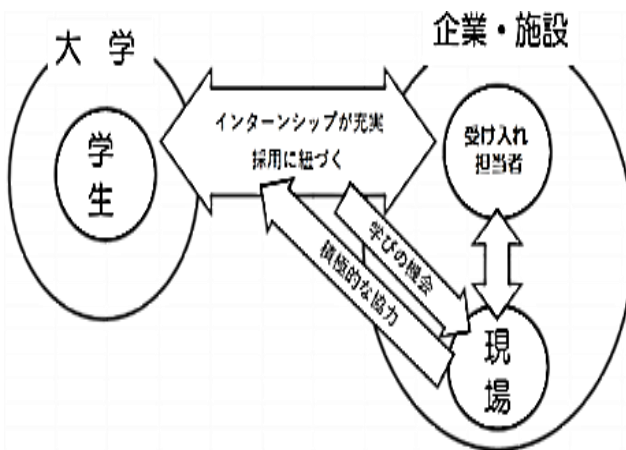 大 学
企業・施設
学
生
インターンシップが充実
採用に紐づく
受け入れ
担当者
学びの機会
積極的な協力
現
場